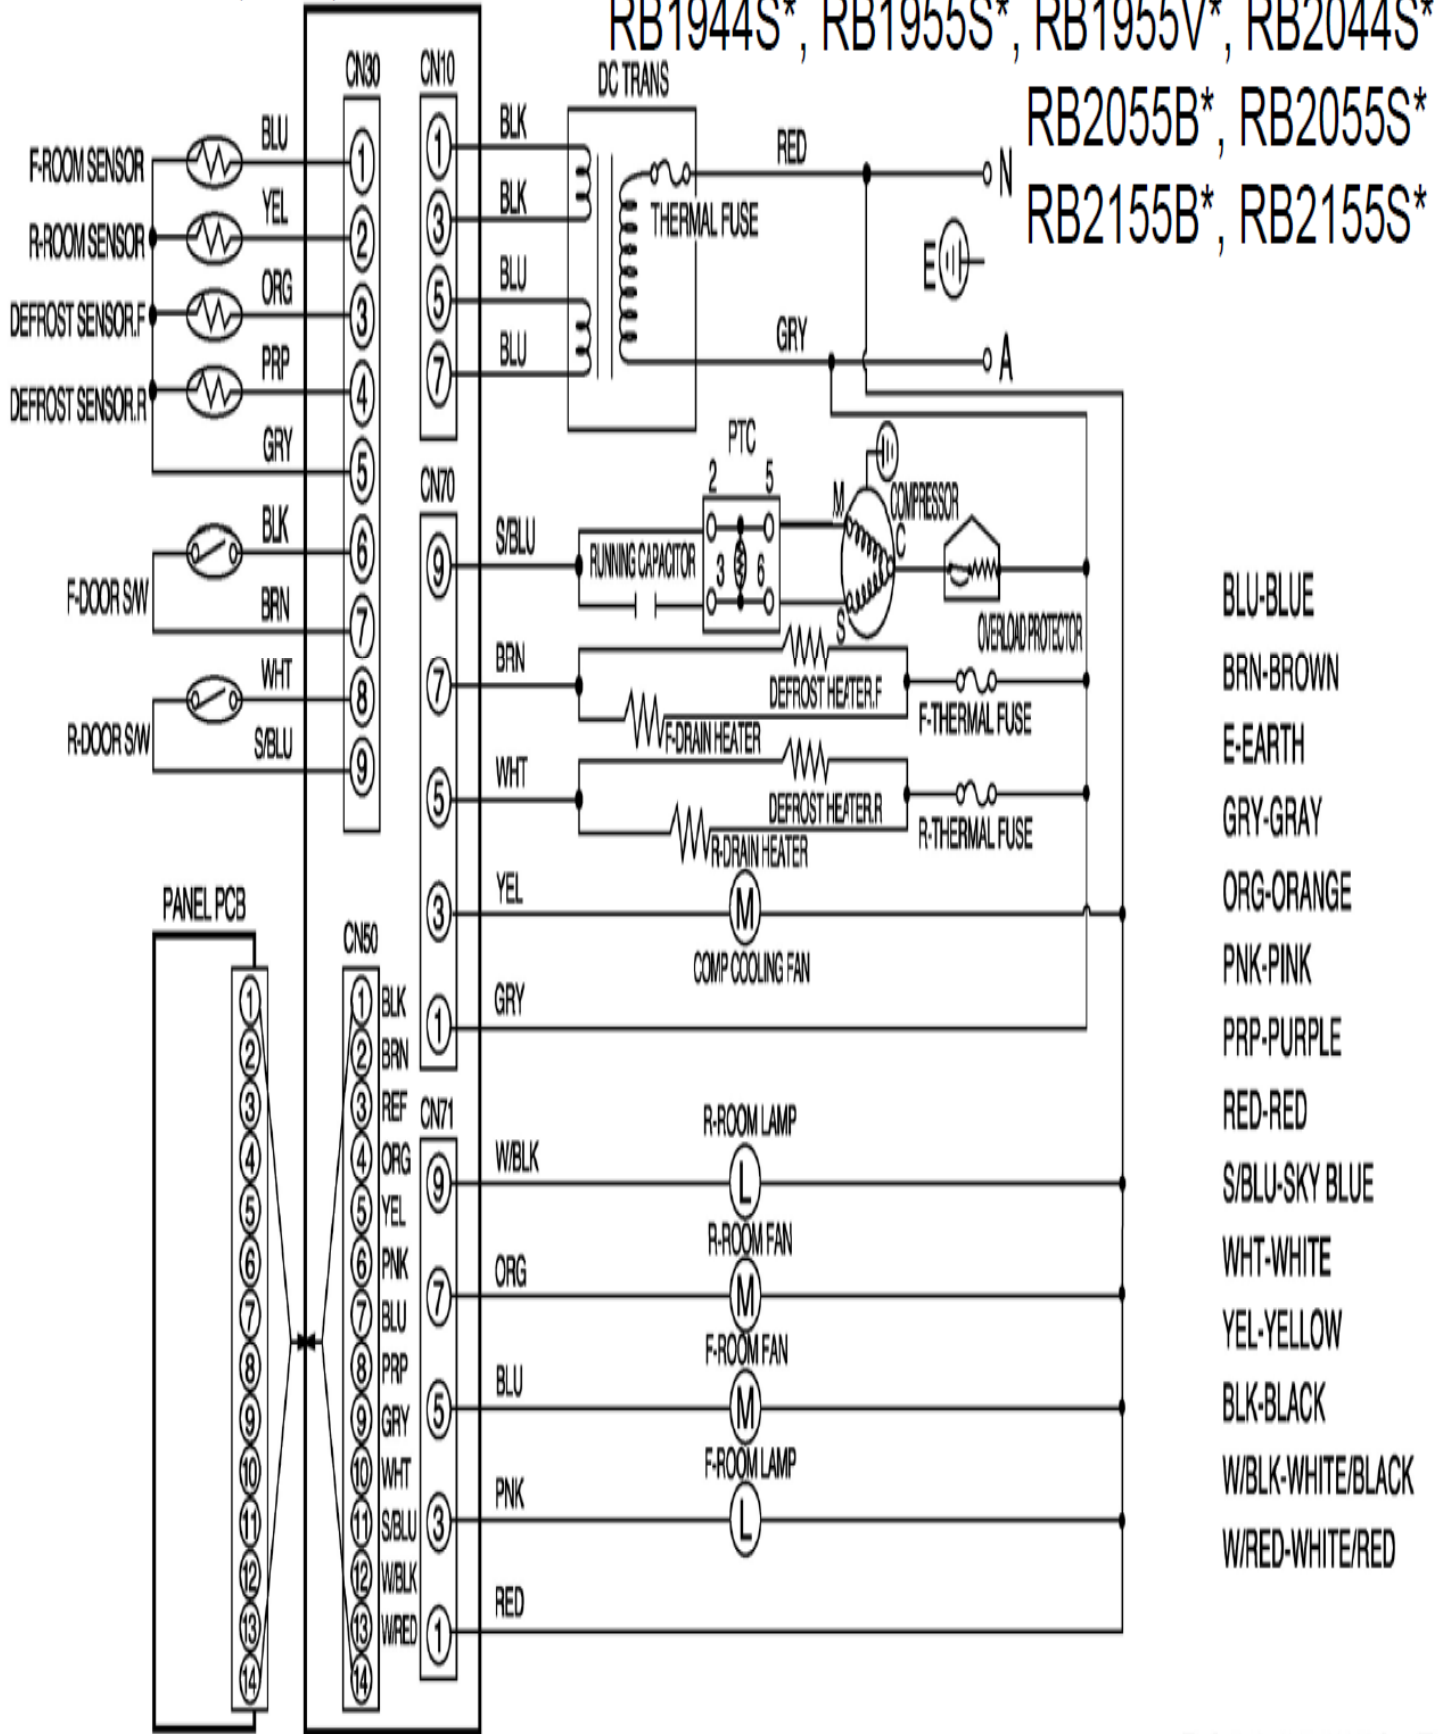 RB1944S*, RB1955S*, RB1955V*, RB2044S*
RB2055B*, RB2055S*
RB2155B*, RB2155S*
CN30
1
2
3
4
5
6
7
8
9
F-ROOM SENSOR
BLU
R-ROOM SENSOR
YEL
DEFROST SENSOR.F
ORG
DEFROST SENSOR.R
PRP
GRY
BLK
F-DOOR S/W
BRN
WHT
R-DOOR S/W
S/BLU
CN10
1
3
5
7
BLK
BLK
BLU
BLU
DC TRANS
THERMAL FUSE
RED
N
E
GRY
A
CN70
9
7
5
3
1
S/BLU
RUNNING CAPACITOR
PTC
2 5
3 6
M
COMPRESSOR
C
S
OVERLOAD PROTECTOR
BRN
DEFROST HEATER.F
F-DRAIN HEATER
F-THERMAL FUSE
WHT
DEFROST HEATER.R
R-DRAIN HEATER
R-THERMAL FUSE
YEL
M
COMP COOLING FAN
GRY
PANEL PCB
1
2
3
4
5
6
7
8
9
10
11
12
13
14
CN50
1 BLK
2 BRN
3 REF
4 ORG
5 YEL
6 PNK
7 BLU
8 PRP
9 GRY
10 WHT
11 S/BLU
12 W/BLK
13 W/RED
14
CN71
9
7
5
3
1
W/BLK
R-ROOM LAMP
L
ORG
R-ROOM FAN
M
BLU
F-ROOM FAN
M
PNK
F-ROOM LAMP
L
RED
BLU-BLUE
BRN-BROWN
E-EARTH
GRY-GRAY
ORG-ORANGE
PNK-PINK
PRP-PURPLE
RED-RED
S/BLU-SKY BLUE
WHT-WHITE
YEL-YELLOW
BLK-BLACK
W/BLK-WHITE/BLACK
W/RED-WHITE/RED